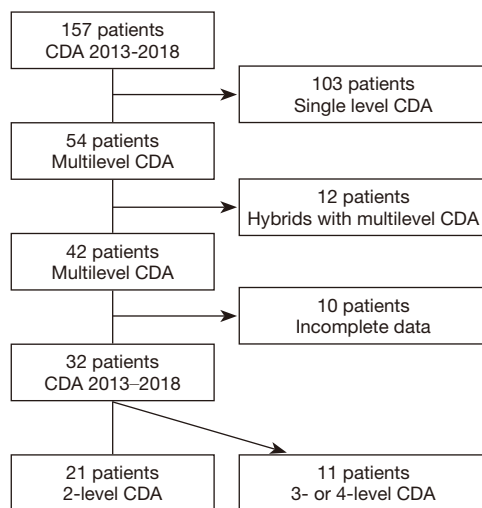 157 patients
CDA 2013-2018
103 patients
Single level CDA
54 patients
Multilevel CDA
12 patients
Hybrids with multilevel CDA
42 patients
Multilevel CDA
10 patients
Incomplete data
32 patients
CDA 2013–2018
21 patients
2-level CDA
11 patients
3- or 4-level CDA